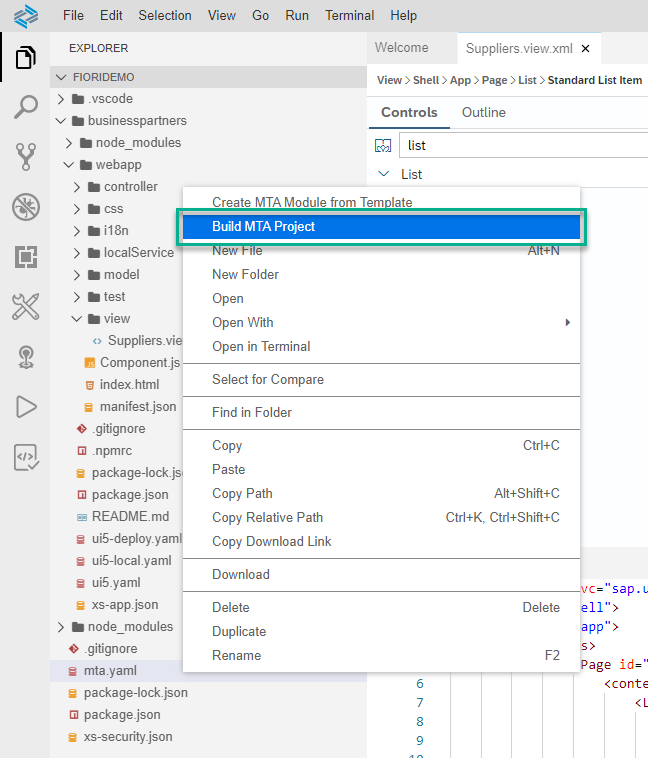 File Edit Selection View Go Run Terminal Help
EXPLORER
Welcome Suppliers.view.xml ×
FIORIDEMO
View > Shell > App > Page > List > Standard List Item
.vscode
businesspartners
Controls Outline
node_modules
list
webapp
List
controller
css
i18n
localService
model
test
view
Suppliers.vie
Component.js
index.html
manifest.json
.gitignore
.npmrc
package-lock.js
package.json
README.md
ui5-deploy.yaml
ui5-local.yaml
ui5.yaml
xs-app.json
node_modules
.gitignore
mta.yaml
package-lock.json
package.json
xs-security.json
Create MTA Module from Template
Build MTA Project
New File Alt+N
New Folder
Open
Open With
Open in Terminal
Select for Compare
Find in Folder
Copy Ctrl+C
Paste
Copy Path Alt+Shift+C
Copy Relative Path Ctrl+K, Ctrl+Shift+C
Copy Download Link
Download
Delete Delete
Duplicate
Rename F2
vc="sap.u
ell">
app">
s>
Page id="
6 <conte
7 <L
8
9